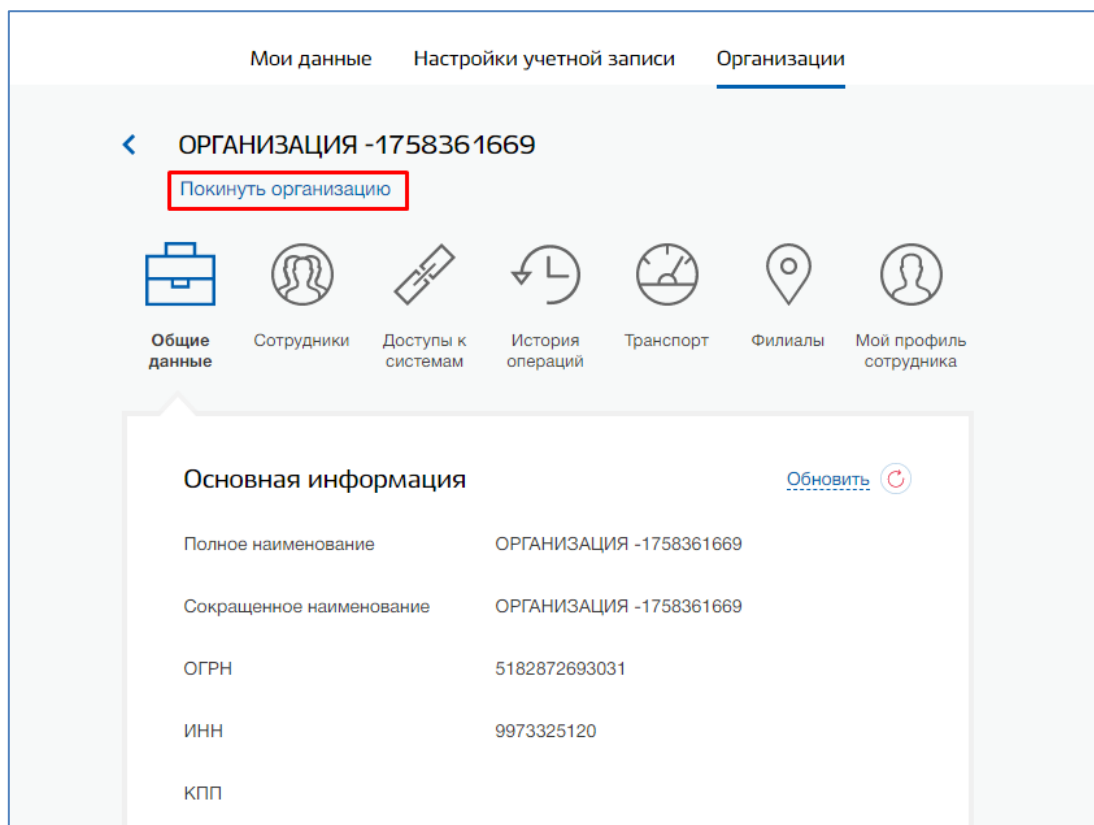 Мои данные Настройки учетной записи Организации
ОРГАНИЗАЦИЯ -1758361669
Покинуть организацию
Общие данные
Сотрудники
Доступы к системам
История операций
Транспорт
Филиалы
Мой профиль сотрудника
Основная информация Обновить
Полное наименование ОРГАНИЗАЦИЯ -1758361669
Сокращенное наименование ОРГАНИЗАЦИЯ -1758361669
ОГРН 5182872693031
ИНН 9973325120
КПП